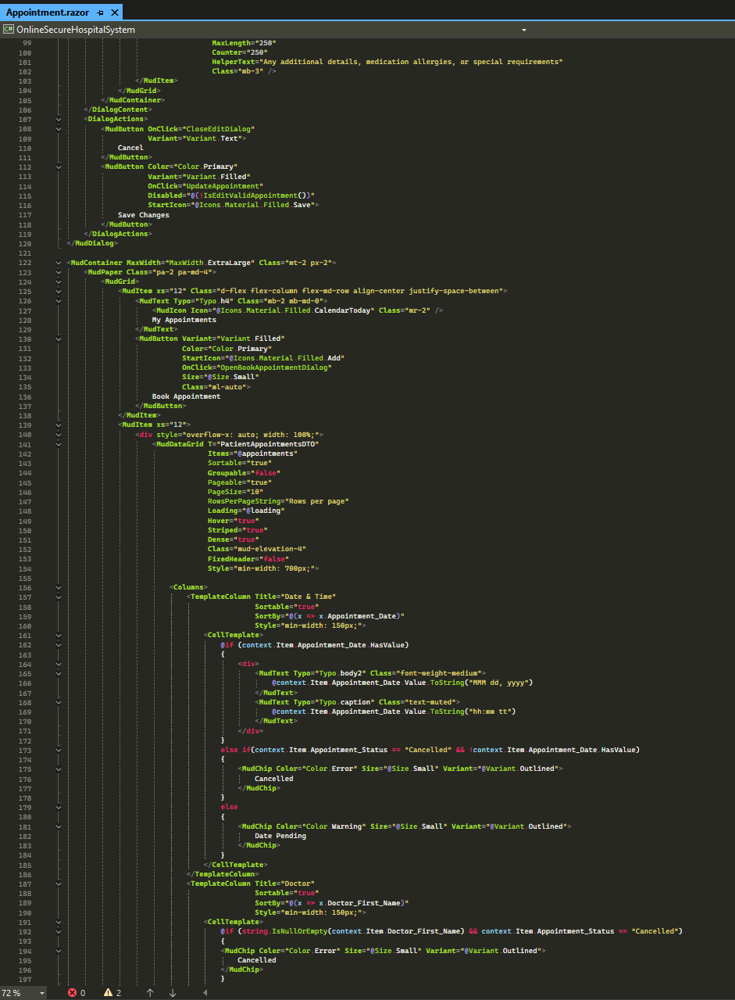 Appointment.razor
C# OnlineSecureHospitalSystem
99 MaxLength="250"
100 Counter="250"
101 HelperText="Any additional details, medication allergies, or special requirements"
102 Class="mb-3" />
103 </MudItem>
104 </MudGrid>
105 </MudContainer>
106 </DialogContent>
107 <DialogActions>
108 <MudButton OnClick="CloseEditDialog"
109 Variant="Variant.Text">
110 Cancel
111 </MudButton>
112 <MudButton Color="Color.Primary"
113 Variant="Variant.Filled"
114 OnClick="UpdateAppointment"
115 Disabled="@(!IsEditValidAppointment())"
116 StartIcon="@Icons.Material.Filled.Save">
117 Save Changes
118 </MudButton>
119 </DialogActions>
120 </MudDialog>
121
122 <MudContainer MaxWidth="MaxWidth.ExtraLarge" Class="mt-2 px-2">
123 <MudPaper Class="pa-2 pa-md-4">
124 <MudGrid>
125 <MudItem xs="12" Class="d-flex flex-column flex-md-row align-center justify-space-between">
126 <MudText Typo="Typo.h4" Class="mb-2 mb-md-0">
127 <MudIcon Icon="@Icons.Material.Filled.CalendarToday" Class="mr-2" />
128 My Appointments
129 </MudText>
130 <MudButton Variant="Variant.Filled"
131 Color="Color.Primary"
132 StartIcon="@Icons.Material.Filled.Add"
133 OnClick="OpenBookAppointmentDialog"
134 Size="@Size.Small"
135 Class="ml-auto">
136 Book Appointment
137 </MudButton>
138 </MudItem>
139 <MudItem xs="12">
140 <div style="overflow-x: auto; width: 100%;">
141 <MudDataGrid T="PatientAppointmentsDTO"
142 Items="@appointments"
143 Sortable="true"
144 Groupable="false"
145 Pageable="true"
146 PageSize="10"
147 RowsPerPageString="Rows per page"
148 Loading="@loading"
149 Hover="true"
150 Striped="true"
151 Dense="true"
152 Class="mud-elevation-4"
153 FixedHeader="false"
154 Style="min-width: 700px;">
155
156 <Columns>
157 <TemplateColumn Title="Date & Time"
158 Sortable="true"
159 SortBy="@(x => x.Appointment_Date)"
160 Style="min-width: 150px;">
161 <CellTemplate>
162 @if (context.Item.Appointment_Date.HasValue)
163 {
164 <div>
165 <MudText Typo="Typo.body2" Class="font-weight-medium">
166 @context.Item.Appointment_Date.Value.ToString("MMM dd, yyyy")
167 </MudText>
168 <MudText Typo="Typo.caption" Class="text-muted">
169 @context.Item.Appointment_Date.Value.ToString("hh:mm tt")
170 </MudText>
171 </div>
172 }
173 else if(context.Item.Appointment_Status == "Cancelled" && !context.Item.Appointment_Date.HasValue)
174 {
175 <MudChip Color="Color.Error" Size="@Size.Small" Variant="@Variant.Outlined">
176 Cancelled
177 </MudChip>
178 }
179 else
180 {
181 <MudChip Color="Color.Warning" Size="@Size.Small" Variant="@Variant.Outlined">
182 Date Pending
183 </MudChip>
184 }
185 </CellTemplate>
186 </TemplateColumn>
187 <TemplateColumn Title="Doctor"
188 Sortable="true"
189 SortBy="@(x => x.Doctor_First_Name)"
190 Style="min-width: 150px;">
191 <CellTemplate>
192 @if (string.IsNullOrEmpty(context.Item.Doctor_First_Name) && context.Item.Appointment_Status == "Cancelled")
193 {
194 <MudChip Color="Color.Error" Size="@Size.Small" Variant="@Variant.Outlined">
195 Cancelled
196 </MudChip>
197 }
72 % 0 2